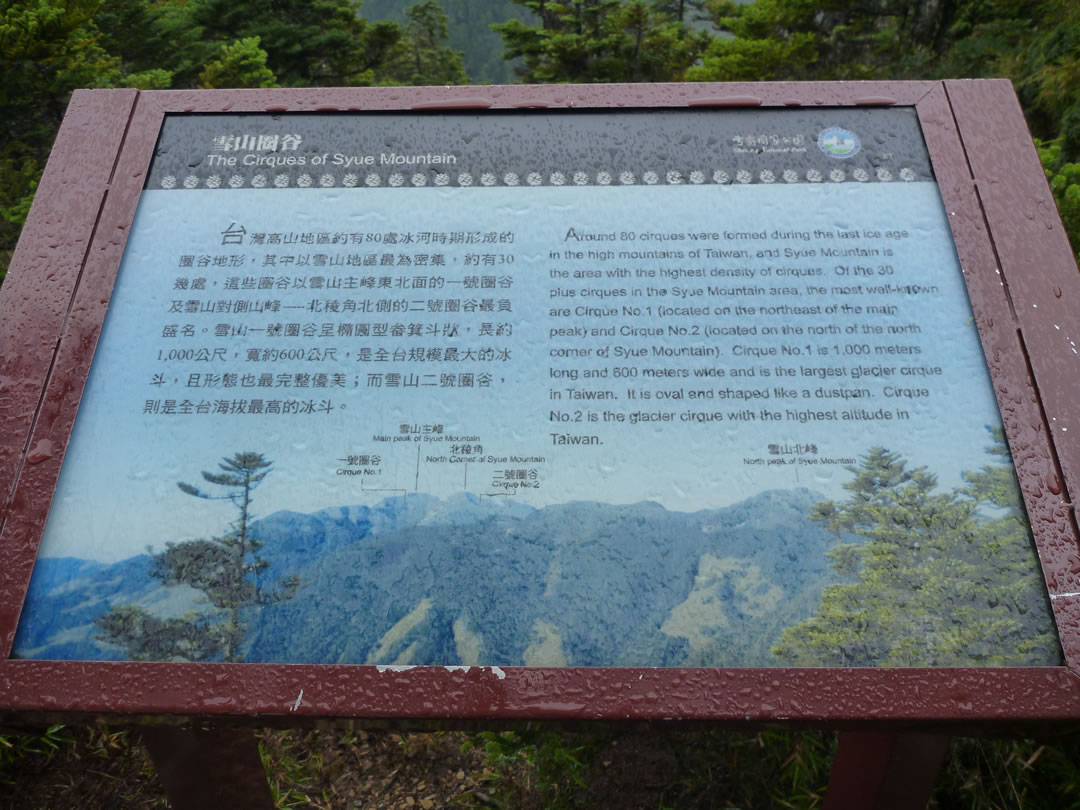 雪山圈谷
The Cirques of Syue Mountain
雪霸國家公園
Shei-Pa National Park
台灣高山地區約有80處冰河時期形成的
圈谷地形，其中以雪山地區最為密集，約有30
幾處，這些圈谷以雪山主峰東北面的一號圈谷
及雪山對側山峰──北稜角北側的二號圈谷最負
盛名。雪山一號圈谷呈橢圓型畚箕斗狀，長約
1,000公尺，寬約600公尺，是全台規模最大的冰
斗，且形態也最完整優美；而雪山二號圈谷，
則是全台海拔最高的冰斗。
Around 80 cirques were formed during the last ice age
in the high mountains of Taiwan, and Syue Mountain is
the area with the highest density of cirques. Of the 30
plus cirques in the Syue Mountain area, the most well-known
are Cirque No.1 (located on the northeast of the main
peak) and Cirque No.2 (located on the north of the north
corner of Syue Mountain). Cirque No.1 is 1,000 meters
long and 600 meters wide and is the largest glacier cirque
in Taiwan. It is oval and shaped like a dustpan. Cirque
No.2 is the glacier cirque with the highest altitude in
Taiwan.
雪山主峰
Main peak of Syue Mountain
北稜角
North Corner of Syue Mountain
一號圈谷
Cirque No.1
二號圈谷
Cirque No.2
雪山北峰
North peak of Syue Mountain